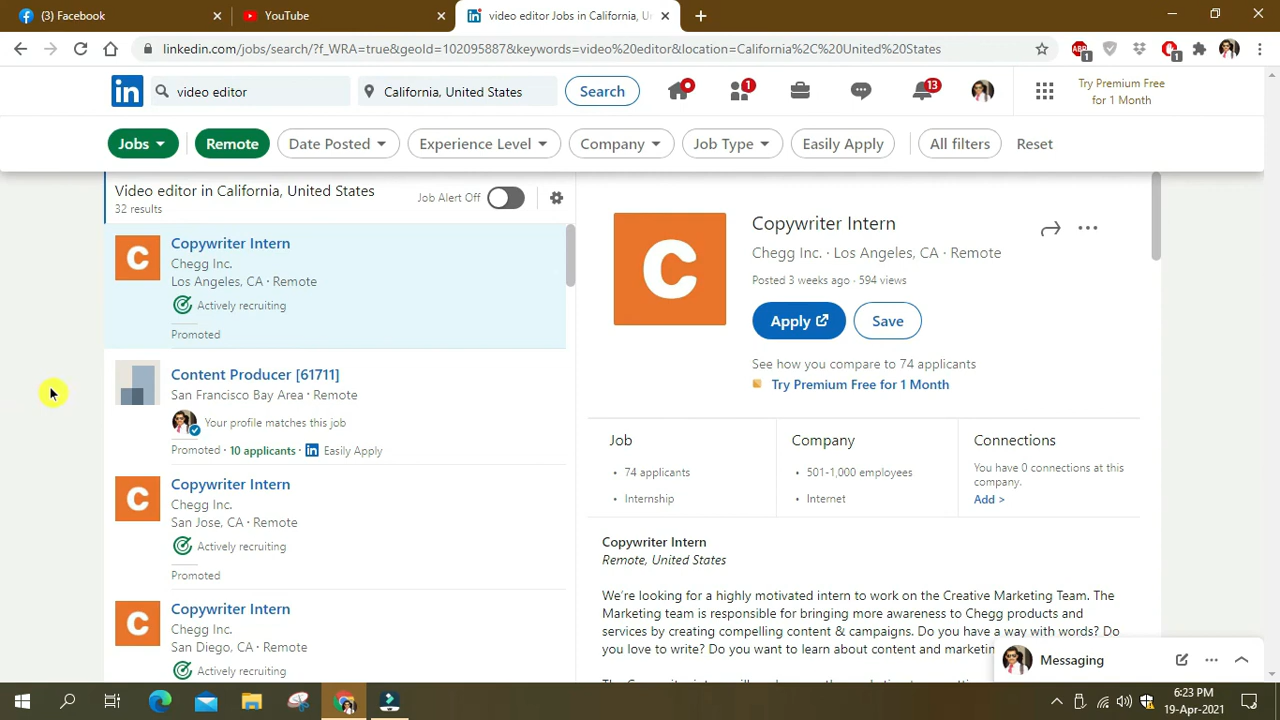 (3) Facebook
YouTube
video editor Jobs in California, U
linkedin.com/jobs/search/?f_WRA=true&geoId=102095887&keywords=video%20editor&location=California%2C%20United%20States
ABP
1
1
in
video editor
California, United States
Search
1
13
Try Premium Free
for 1 Month
Jobs
Remote
Date Posted
Experience Level
Company
Job Type
Easily Apply
All filters
Reset
Video editor in California, United States
32 results
Job Alert Off
C
Copywriter Intern
Chegg Inc.
Los Angeles, CA · Remote
Actively recruiting
Promoted
Content Producer [61711]
San Francisco Bay Area · Remote
Your profile matches this job
Promoted · 10 applicants · in Easily Apply
C
Copywriter Intern
Chegg Inc.
San Jose, CA · Remote
Actively recruiting
Promoted
C
Copywriter Intern
Chegg Inc.
San Diego, CA · Remote
Actively recruiting
C
Copywriter Intern
Chegg Inc. · Los Angeles, CA · Remote
Posted 3 weeks ago · 594 views
Apply
Save
See how you compare to 74 applicants
Try Premium Free for 1 Month
Job
• 74 applicants
• Internship
Company
• 501-1,000 employees
• Internet
Connections
You have 0 connections at this
company.
Add >
Copywriter Intern
Remote, United States
We're looking for a highly motivated intern to work on the Creative Marketing Team. The
Marketing team is responsible for bringing more awareness to Chegg products and
services by creating compelling content & campaigns. Do you have a way with words? Do
you love to write? Do you want to learn about content and
Messaging
6:23 PM
19-Apr-2021